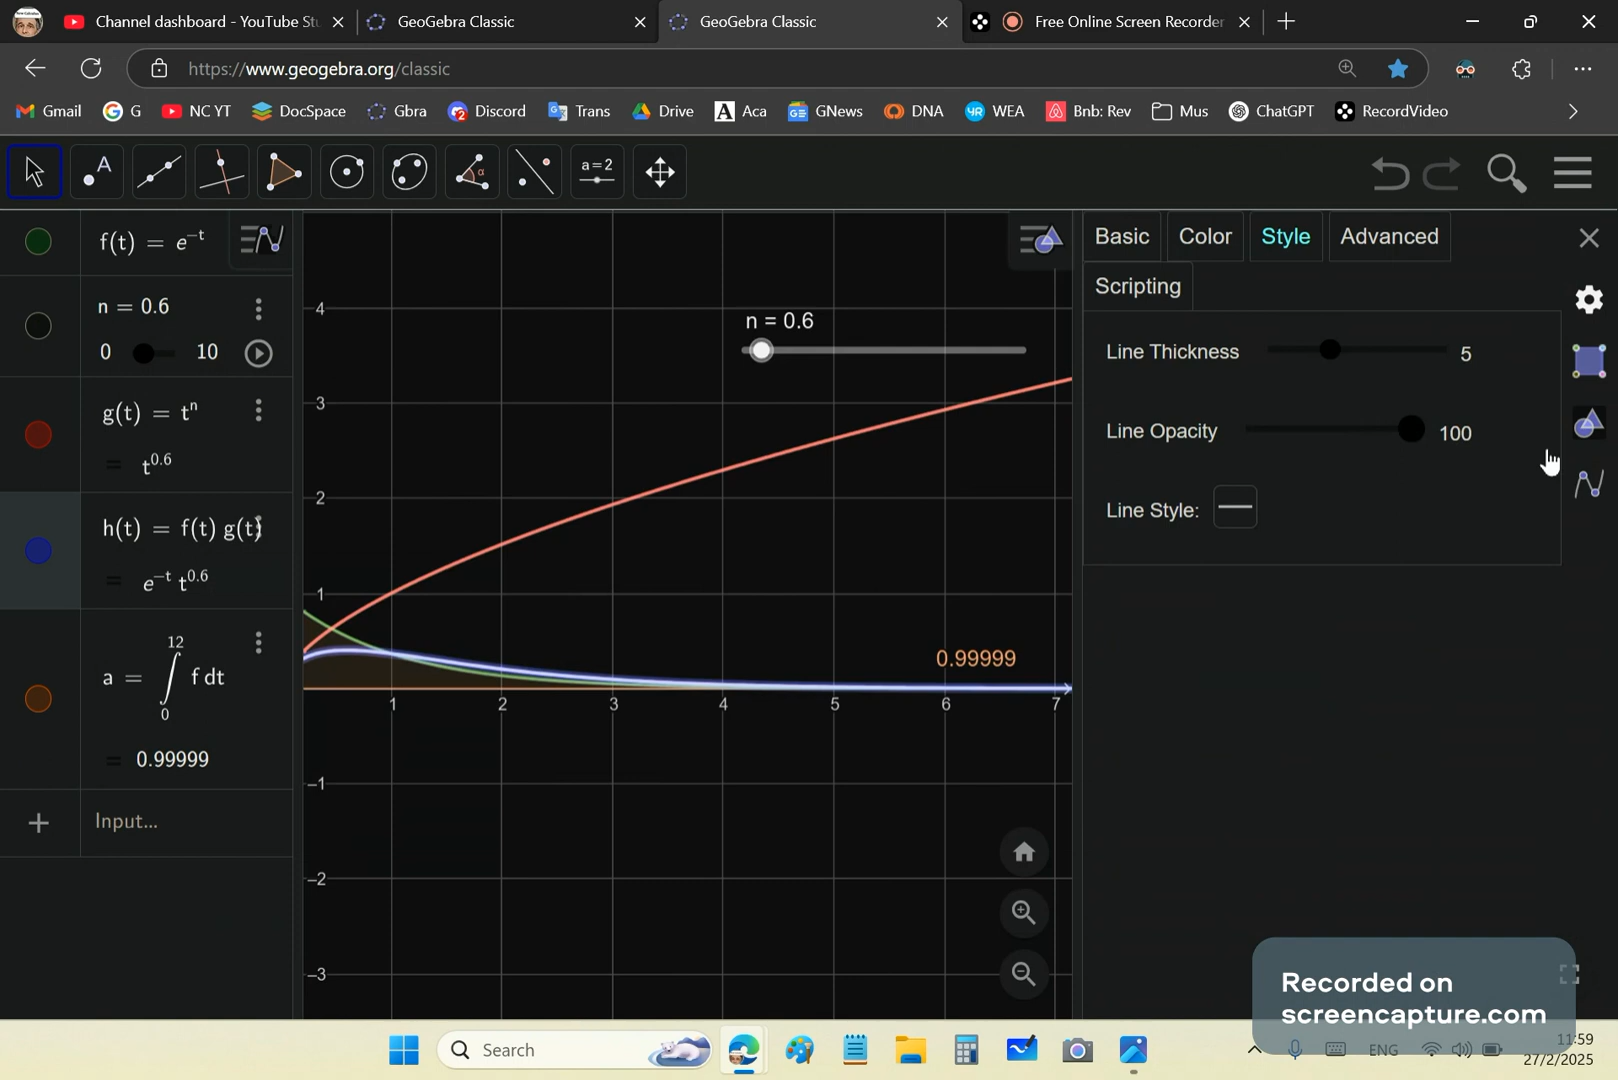 Channel dashboard - YouTube St
GeoGebra Classic
GeoGebra Classic
Free Online Screen Recorder
https://www.geogebra.org/classic
Gmail G NC YT DocSpace Gbra Discord Trans Drive Aca GNews DNA WEA Bnb: Rev Mus ChatGPT RecordVideo
A a=2 α
f(t) = e^-t
n = 0.6
0 10
g(t) = t^n
= t^0.6
h(t) = f(t) g(t)
= e^-t t^0.6
12
a = ∫ f dt
0
= 0.99999
Input...
n = 0.6
4
3
2
1
0.99999
1 2 3 4 5 6 7
-1
-2
-3
Basic Color Style Advanced
Scripting
Line Thickness 5
Line Opacity 100
Line Style:
Recorded on
screencapture.com
Search
ENG
11:59
27/2/2025